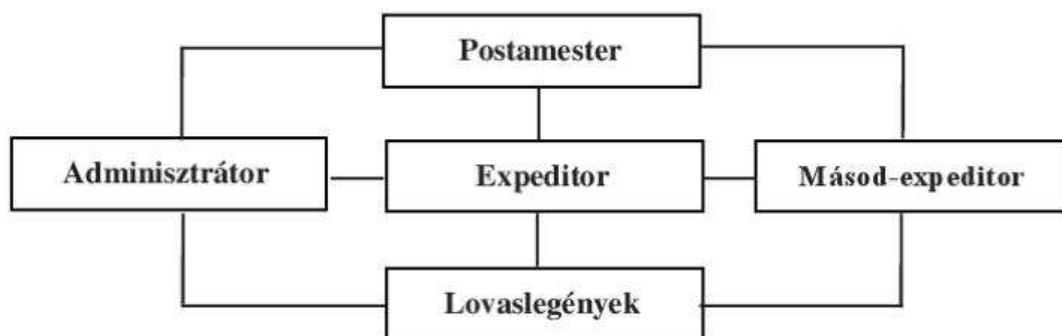 Postamester
Adminisztrátor
Expeditor
Másod-expeditor
Lovaslegények